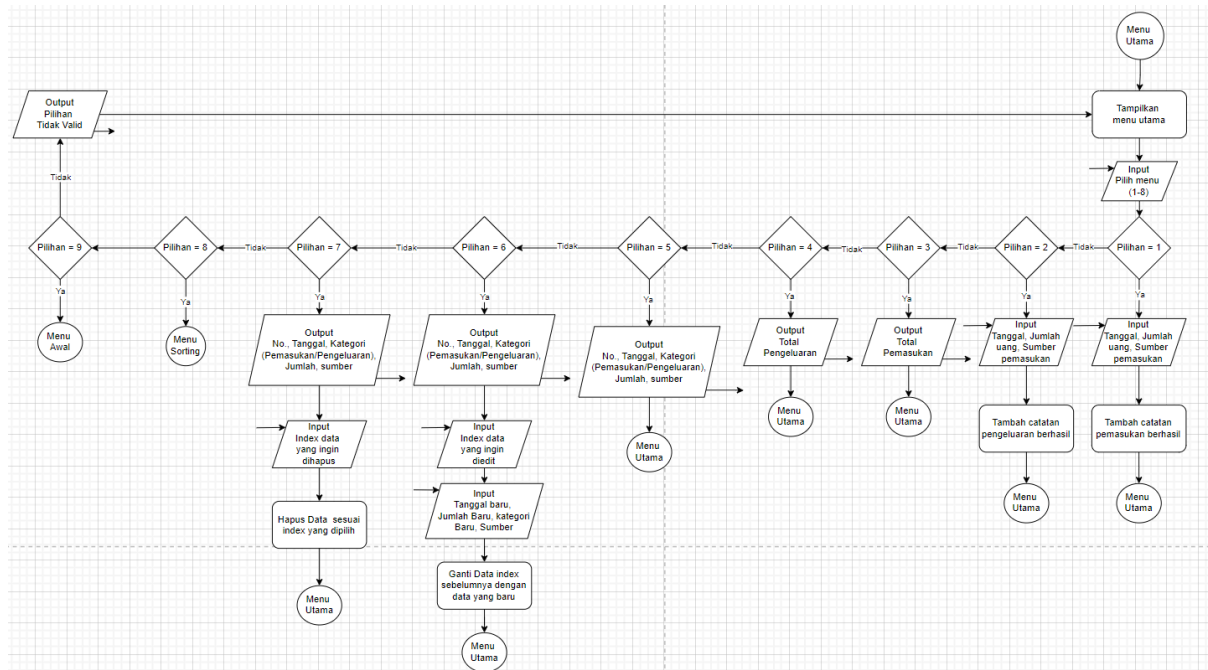 Menu
Utama
Tampilkan
menu utama
Input
Pilih menu
(1-8)
Output
Pilihan
Tidak Valid
Tidak
Pilihan = 1
Tidak
Pilihan = 2
Tidak
Pilihan = 3
Tidak
Pilihan = 4
Tidak
Pilihan = 5
Tidak
Pilihan = 6
Tidak
Pilihan = 7
Tidak
Pilihan = 8
Tidak
Pilihan = 9
Ya
Input
Tanggal, Jumlah
uang, Sumber
pemasukan
Tambah catatan
pemasukan berhasil
Menu
Utama
Ya
Input
Tanggal, Jumlah
uang, Sumber
pemasukan
Tambah catatan
pengeluaran berhasil
Menu
Utama
Ya
Output
Total
Pemasukan
Menu
Utama
Ya
Output
Total
Pengeluaran
Menu
Utama
Ya
Output
No., Tanggal, Kategori
(Pemasukan/Pengeluaran),
Jumlah, sumber
Menu
Utama
Ya
Output
No., Tanggal, Kategori
(Pemasukan/Pengeluaran),
Jumlah, sumber
Input
Index data
yang ingin
diedit
Input
Tanggal baru,
Jumlah Baru, kategori
Baru, Sumber
Ganti Data index
sebelumnya dengan
data yang baru
Menu
Utama
Ya
Output
No., Tanggal, Kategori
(Pemasukan/Pengeluaran),
Jumlah, sumber
Input
Index data
yang ingin
dihapus
Hapus Data sesuai
index yang dipilih
Menu
Utama
Ya
Menu
Sorting
Ya
Menu
Awal